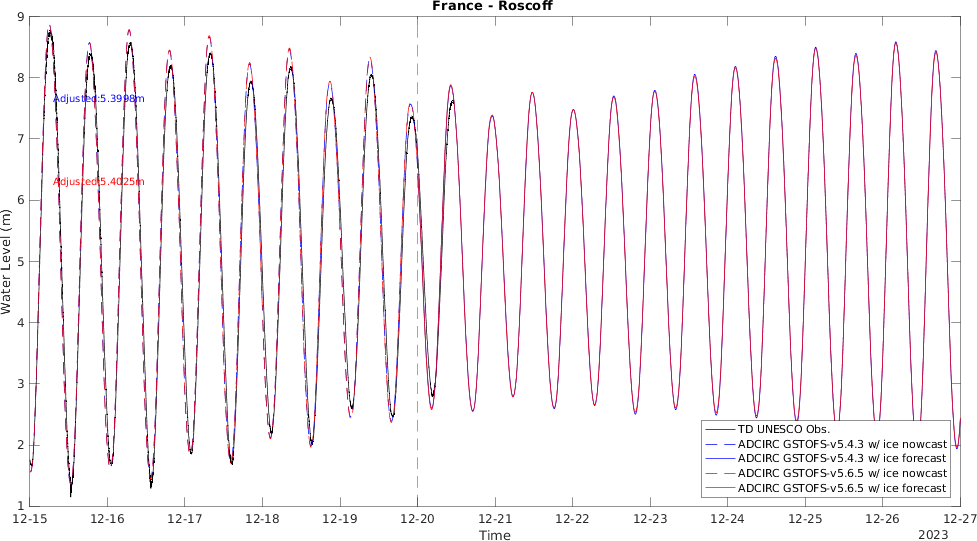 France - Roscoff
9
8
7
6
5
4
3
2
1
Water Level (m)
Adjusted:5.3998m
Adjusted:5.4025m
TD UNESCO Obs.
ADCIRC GSTOFS-v5.4.3 w/ ice nowcast
ADCIRC GSTOFS-v5.4.3 w/ ice forecast
ADCIRC GSTOFS-v5.6.5 w/ ice nowcast
ADCIRC GSTOFS-v5.6.5 w/ ice forecast
12-15 12-16 12-17 12-18 12-19 12-20 12-21 12-22 12-23 12-24 12-25 12-26 12-27
Time
2023